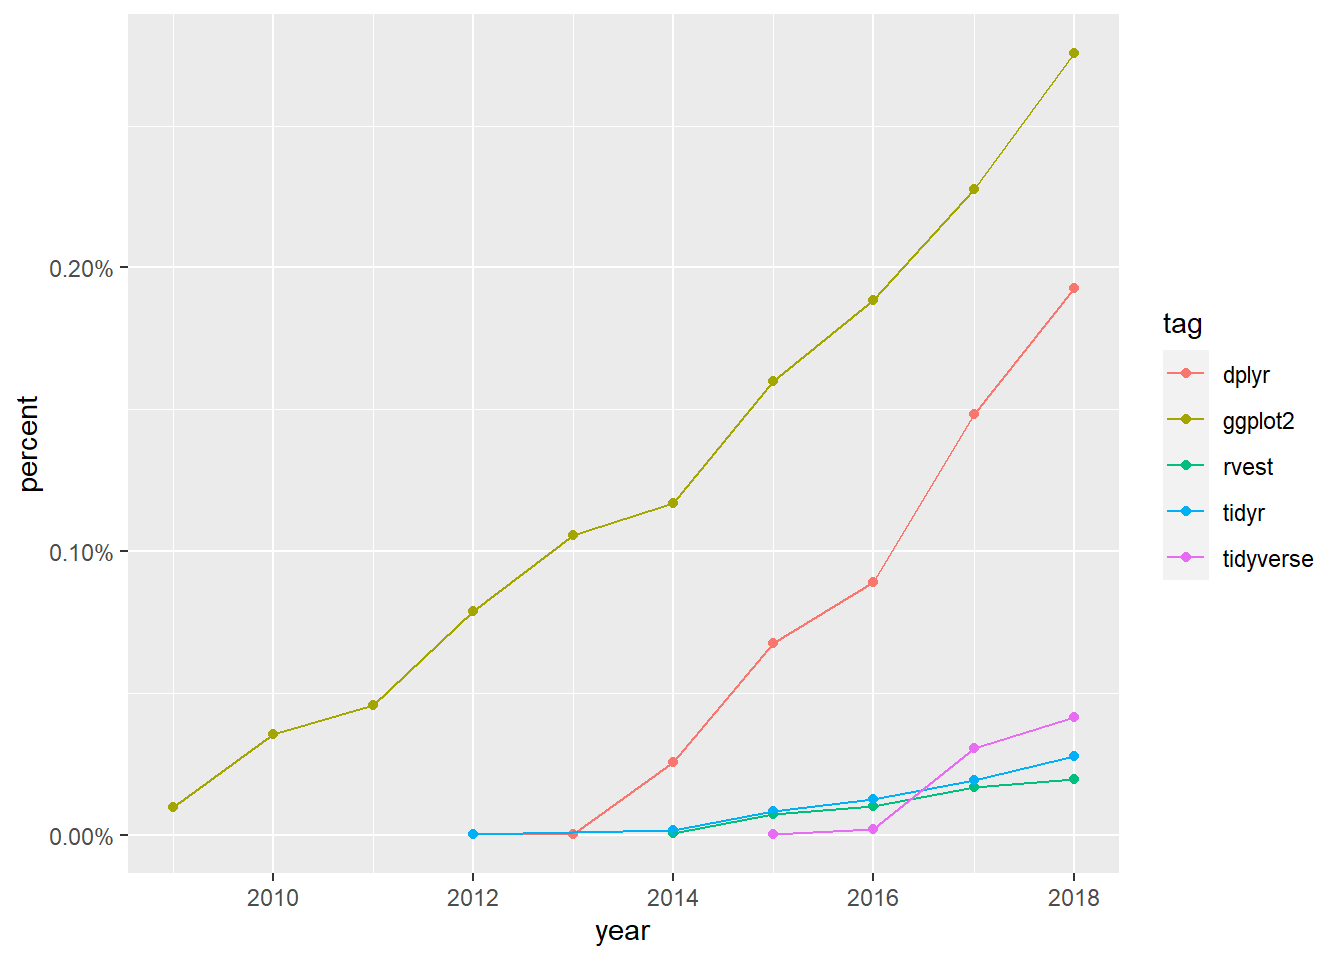 percent
0.20%
0.10%
0.00%
2010 2012 2014 2016 2018
year
tag
dplyr
ggplot2
rvest
tidyr
tidyverse